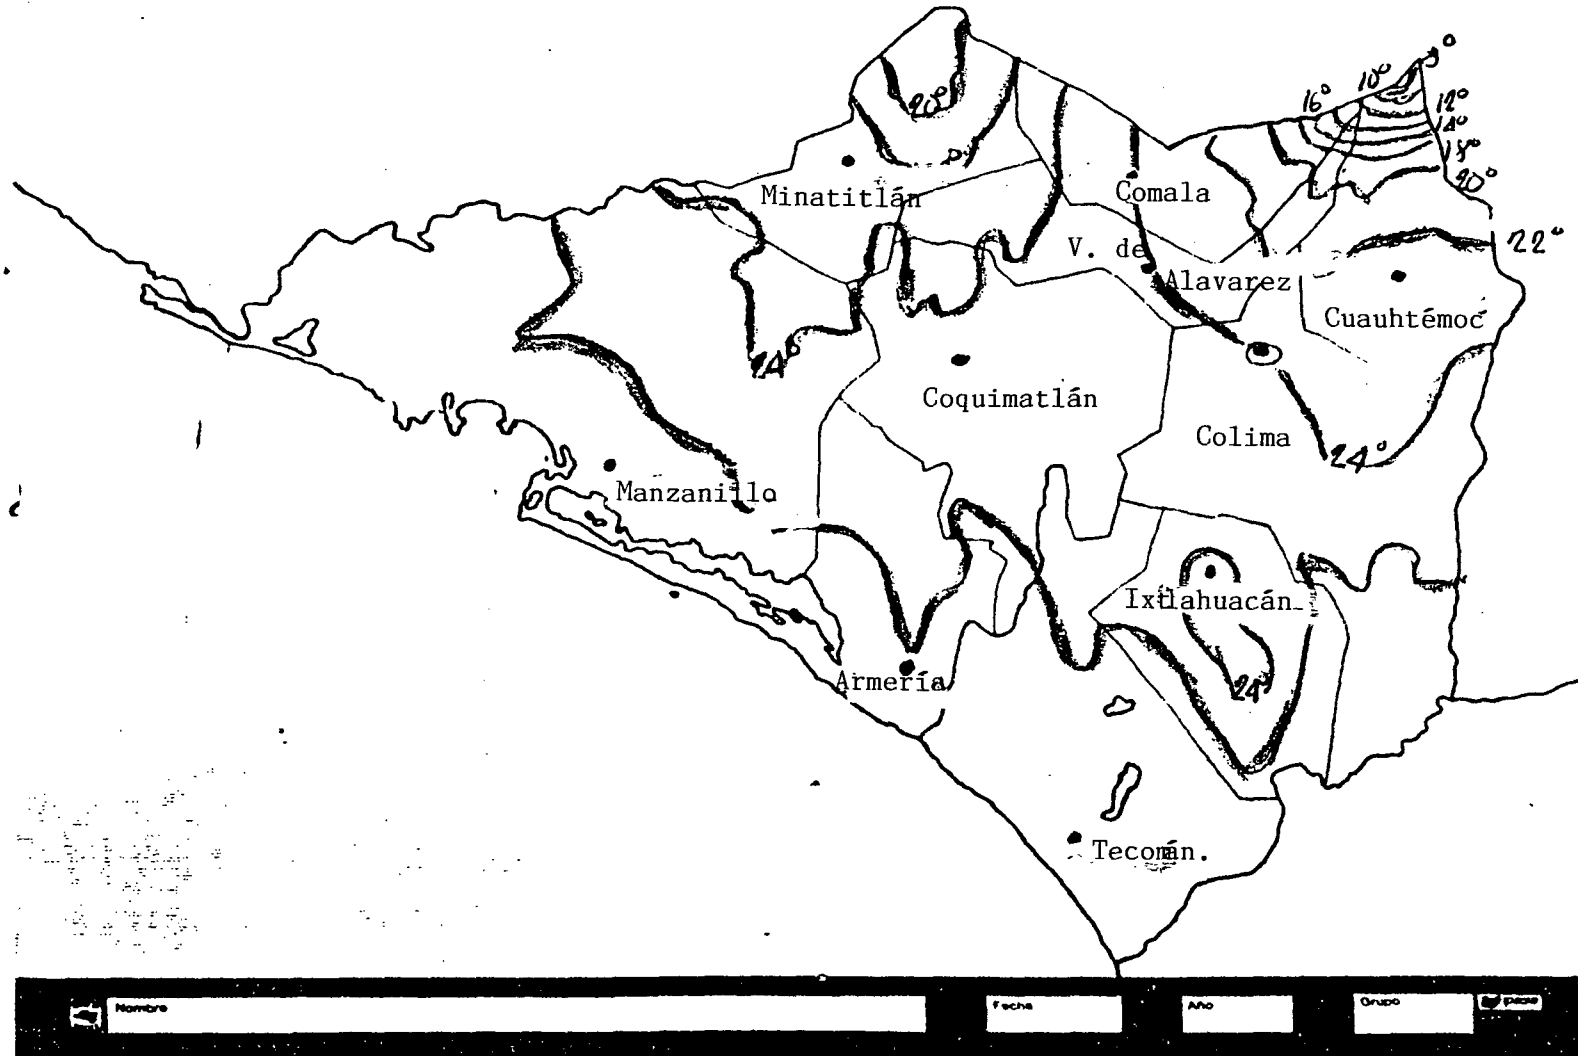 9°
10°
16°
20°
12°
14°
18°
20°
Minatitlán
Comala
22°
V. de
Alavarez
Cuauhtémoc
24°
Coquimatlán
Colima
24°
Manzanillo
Ixtlahuacán
Armería
24°
Tecomán.
Nombre
Fecha
Año
Grupo